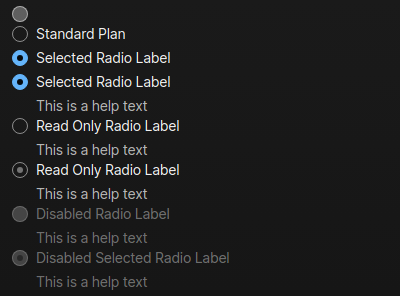 Standard Plan
Selected Radio Label
Selected Radio Label
This is a help text
Read Only Radio Label
This is a help text
Read Only Radio Label
This is a help text
Disabled Radio Label
This is a help text
Disabled Selected Radio Label
This is a help text